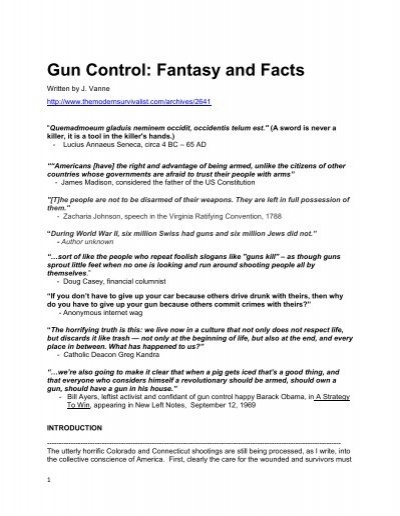 Gun Control: Fantasy and Facts
Written by J. Vanne
http://www.themodernsurvivalist.com/archives/2641
"Quemadmoeum gladuis neminem occidit, occidentis telum est." (A sword is never a
killer, it is a tool in the killer's hands.)
- Lucius Annaeus Seneca, circa 4 BC – 65 AD
""Americans [have] the right and advantage of being armed, unlike the citizens of other
countries whose governments are afraid to trust their people with arms"
- James Madison, considered the father of the US Constitution
"[T]he people are not to be disarmed of their weapons. They are left in full possession of
them."
- Zacharia Johnson, speech in the Virginia Ratifying Convention, 1788
"During World War II, six million Swiss had guns and six million Jews did not."
- Author unknown
"…sort of like the people who repeat foolish slogans like "guns kill" – as though guns
sprout little feet when no one is looking and run around shooting people all by
themselves."
- Doug Casey, financial columnist
"If you don't have to give up your car because others drive drunk with theirs, then why
do you have to give up your gun because others commit crimes with theirs?"
- Anonymous internet wag
"The horrifying truth is this: we live now in a culture that not only does not respect life,
but discards it like trash — not only at the beginning of life, but also at the end, and every
place in between. What has happened to us?"
- Catholic Deacon Greg Kandra
"…we're also going to make it clear that when a pig gets iced that's a good thing, and
that everyone who considers himself a revolutionary should be armed, should own a
gun, should have a gun in his house."
- Bill Ayers, leftist activist and confidant of gun control happy Barack Obama, in A Strategy
To Win, appearing in New Left Notes, September 12, 1969
INTRODUCTION
The utterly horrific Colorado and Connecticut shootings are still being processed, as I write, into
the collective conscience of America. First, clearly the care for the wounded and survivors must
1